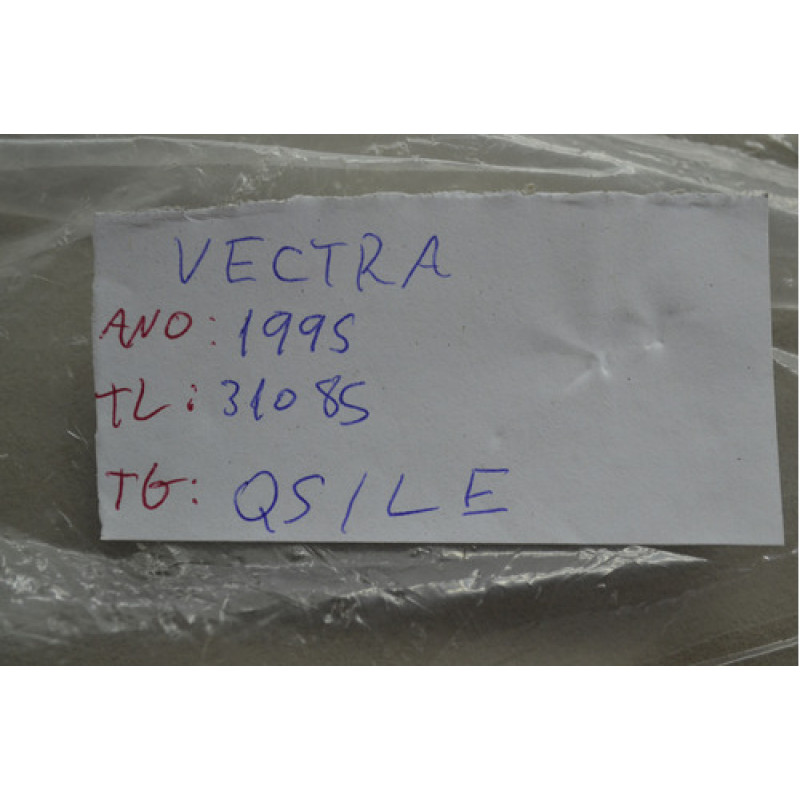 VECTRA
ANO: 1995
TL: 31085
TG: QS/LE